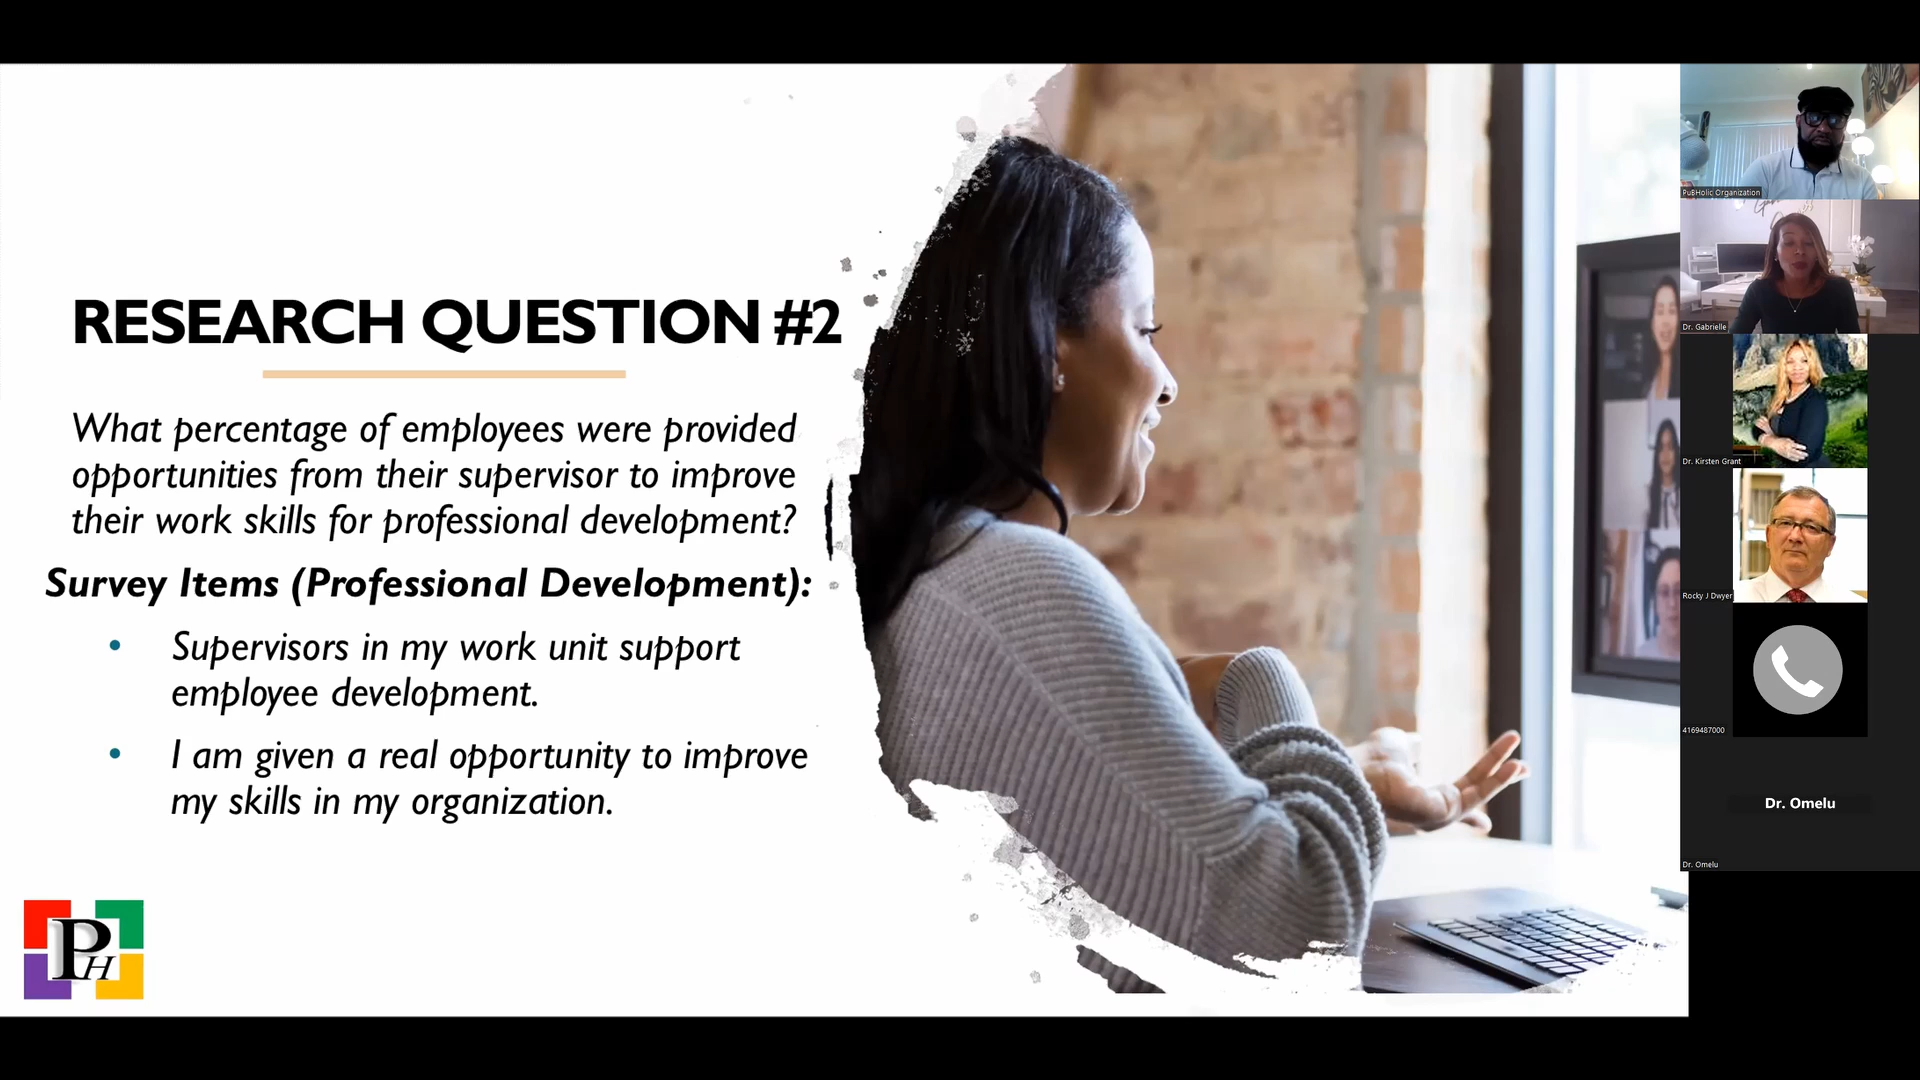 RESEARCH QUESTION #2
What percentage of employees were provided
opportunities from their supervisor to improve
their work skills for professional development?
Survey Items (Professional Development):
• Supervisors in my work unit support
employee development.
• I am given a real opportunity to improve
my skills in my organization.
PH
PuBHolic Organization
Dr. Gabrielle
Dr. Kirsten Grant
Rocky J Dwyer
4169487000
Dr. Omelu
Dr. Omelu